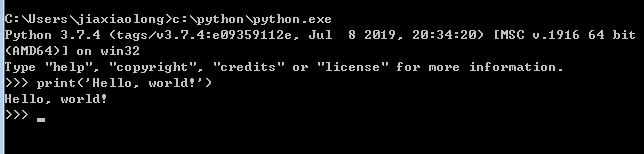 C:\Users\jiaxiaolong>c:\python\python.exe
Python 3.7.4 (tags/v3.7.4:e09359112e, Jul  8 2019, 20:34:20) [MSC v.1916 64 bit
(AMD64)] on win32
Type "help", "copyright", "credits" or "license" for more information.
>>> print('Hello, world!')
Hello, world!
>>> _